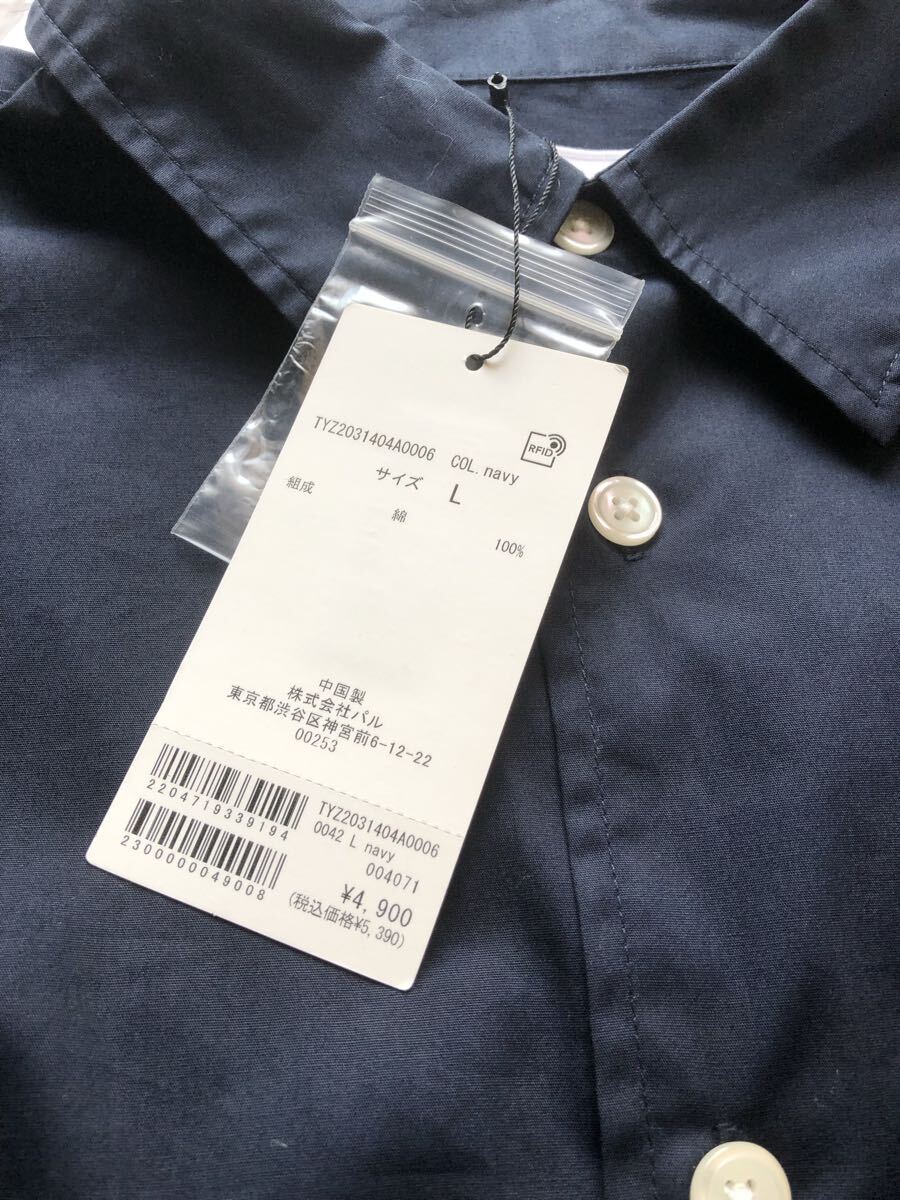 TYZ2031404A0006 COL.navy
RFID
サイズ L
組成
綿
100%
中国製
株式会社パル
東京都渋谷区神宮前6-12-22
00253
2204719339194
2300000049008
TYZ2031404A0006
0042 L navy
004071
¥4,900
(税込価格¥5,390)